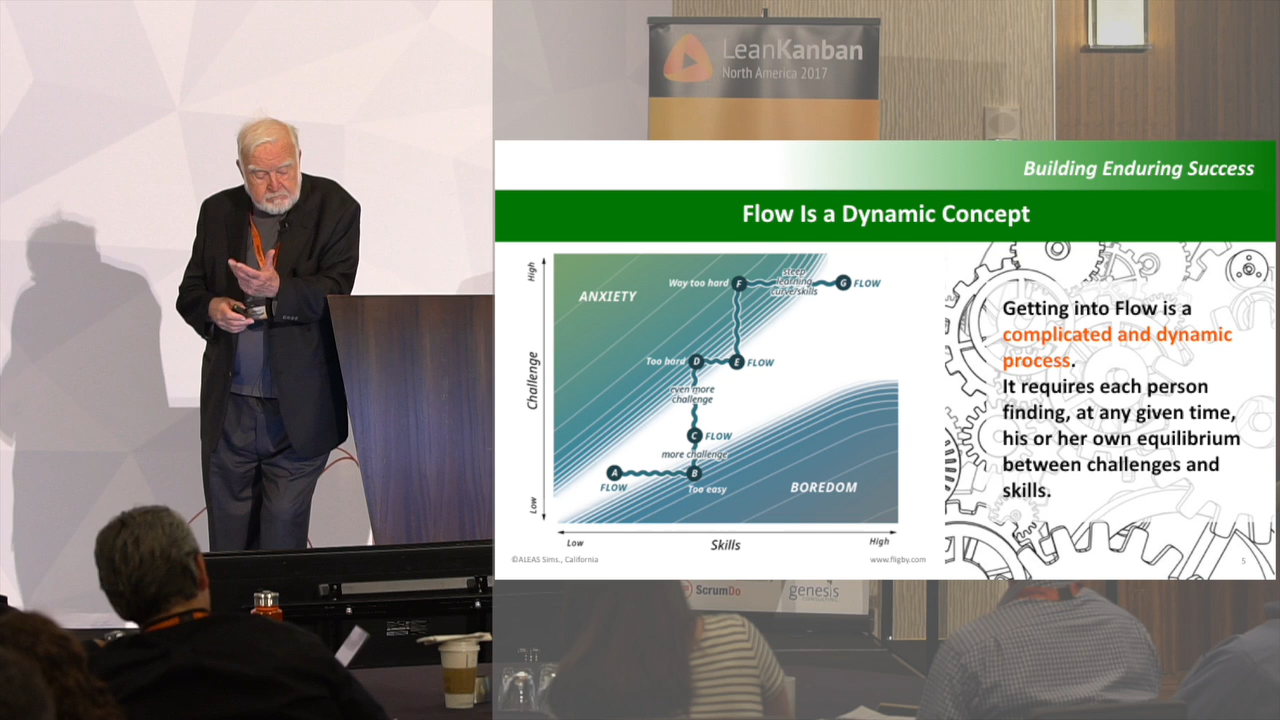 LeanKanban
North America 2017
Building Enduring Success
Flow Is a Dynamic Concept
High
Challenge
Low
ANXIETY
Way too hard
F
steep
learning
curve/skills
G
FLOW
Too hard
D
E
FLOW
even more
challenge
C
FLOW
more challenge
A
FLOW
B
Too easy
BOREDOM
Low
Skills
High
©ALEAS Sims., California
www.fligby.com
Getting into Flow is a
complicated and dynamic
process.
It requires each person
finding, at any given time,
his or her own equilibrium
between challenges and
skills.
5
ScrumDo
genesis